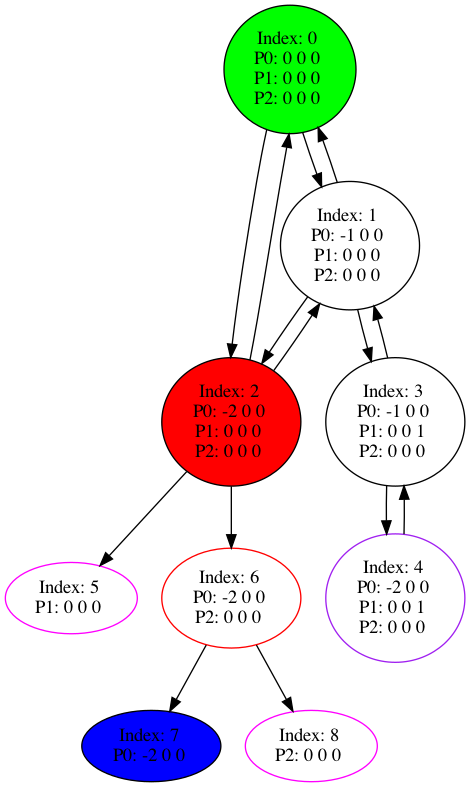 Index: 0
P0: 0 0 0
P1: 0 0 0
P2: 0 0 0
Index: 1
P0: -1 0 0
P1: 0 0 0
P2: 0 0 0
Index: 2
P0: -2 0 0
P1: 0 0 0
P2: 0 0 0
Index: 3
P0: -1 0 0
P1: 0 0 1
P2: 0 0 0
Index: 5
P1: 0 0 0
Index: 6
P0: -2 0 0
P2: 0 0 0
Index: 4
P0: -2 0 0
P1: 0 0 1
P2: 0 0 0
Index: 7
P0: -2 0 0
Index: 8
P2: 0 0 0